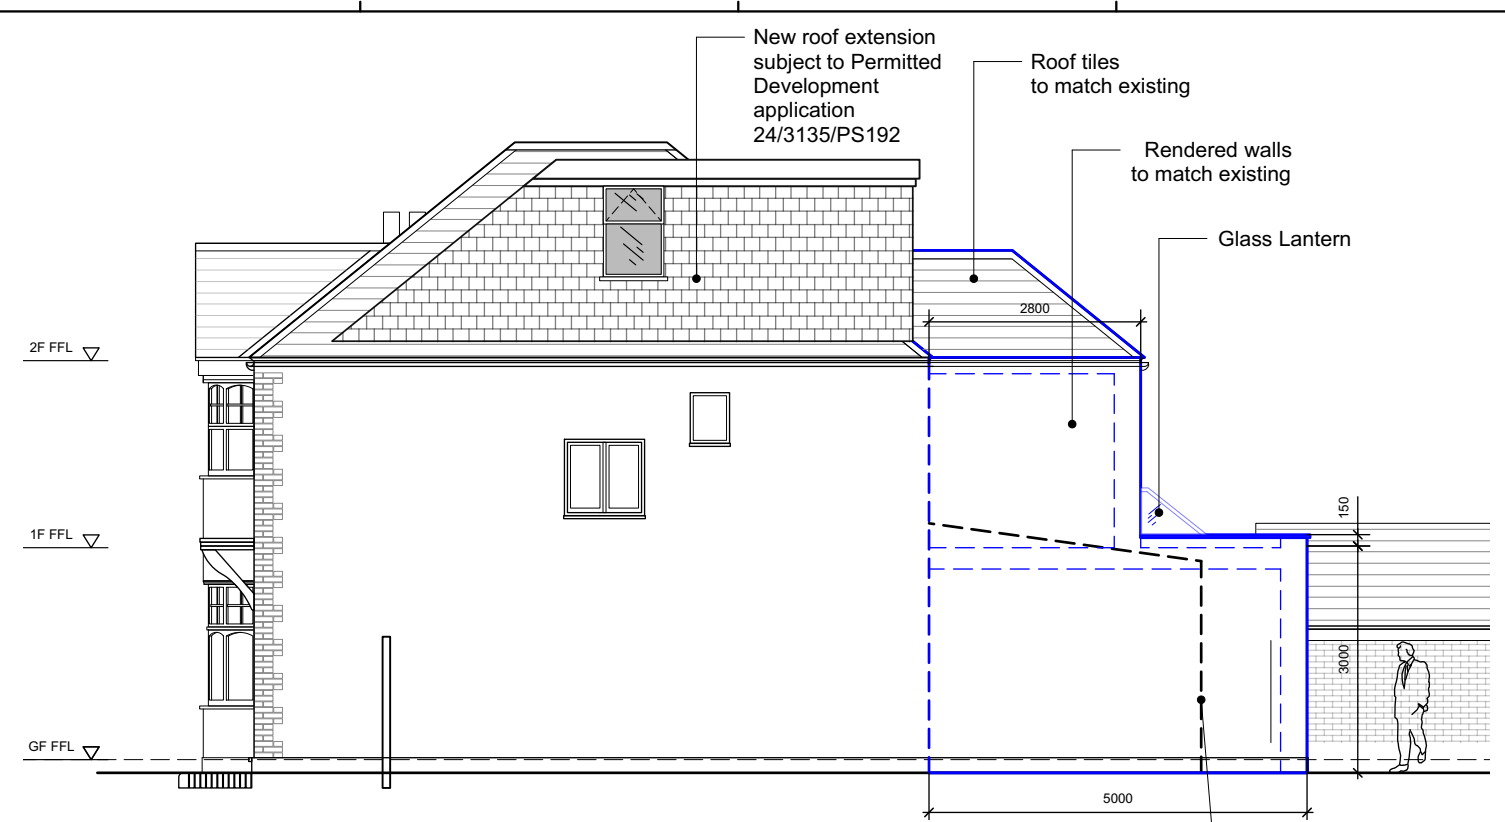 New roof extension
subject to Permitted
Development
application
24/3135/PS192
Roof tiles
to match existing
Rendered walls
to match existing
Glass Lantern
2800
2F FFL
150
1F FFL
3000
GF FFL
5000